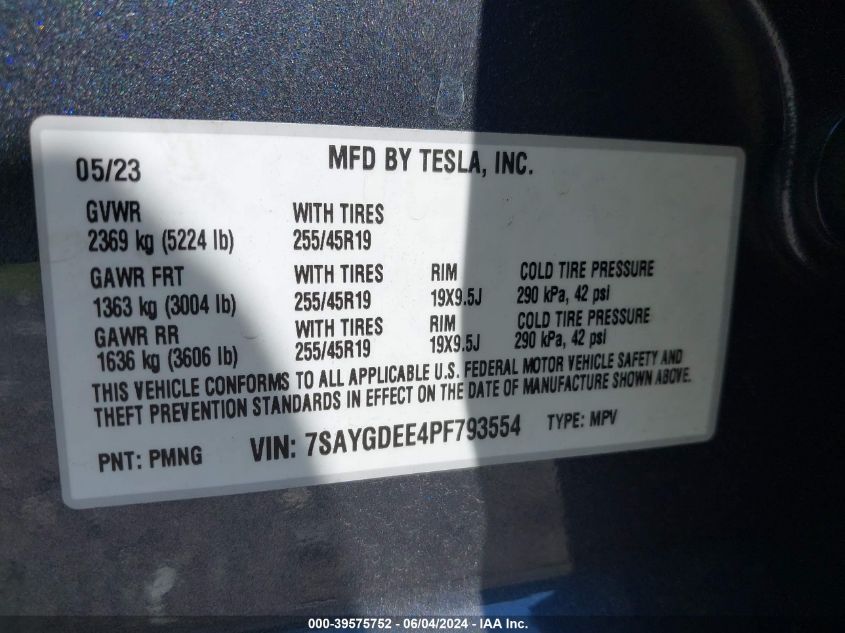 05/23 MFD BY TESLA, INC.
GVWR WITH TIRES
2369 kg (5224 lb) 255/45R19
GAWR FRT WITH TIRES RIM COLD TIRE PRESSURE
1363 kg (3004 lb) 255/45R19 19X9.5J 290 kPa, 42 psi
GAWR RR WITH TIRES RIM COLD TIRE PRESSURE
1636 kg (3606 lb) 255/45R19 19X9.5J 290 kPa, 42 psi
THIS VEHICLE CONFORMS TO ALL APPLICABLE U.S. FEDERAL MOTOR VEHICLE SAFETY AND
THEFT PREVENTION STANDARDS IN EFFECT ON THE DATE OF MANUFACTURE SHOWN ABOVE.
PNT: PMNG VIN: 7SAYGDEE4PF793554 TYPE: MPV
000-39575752 - 06/04/2024 - IAA Inc.